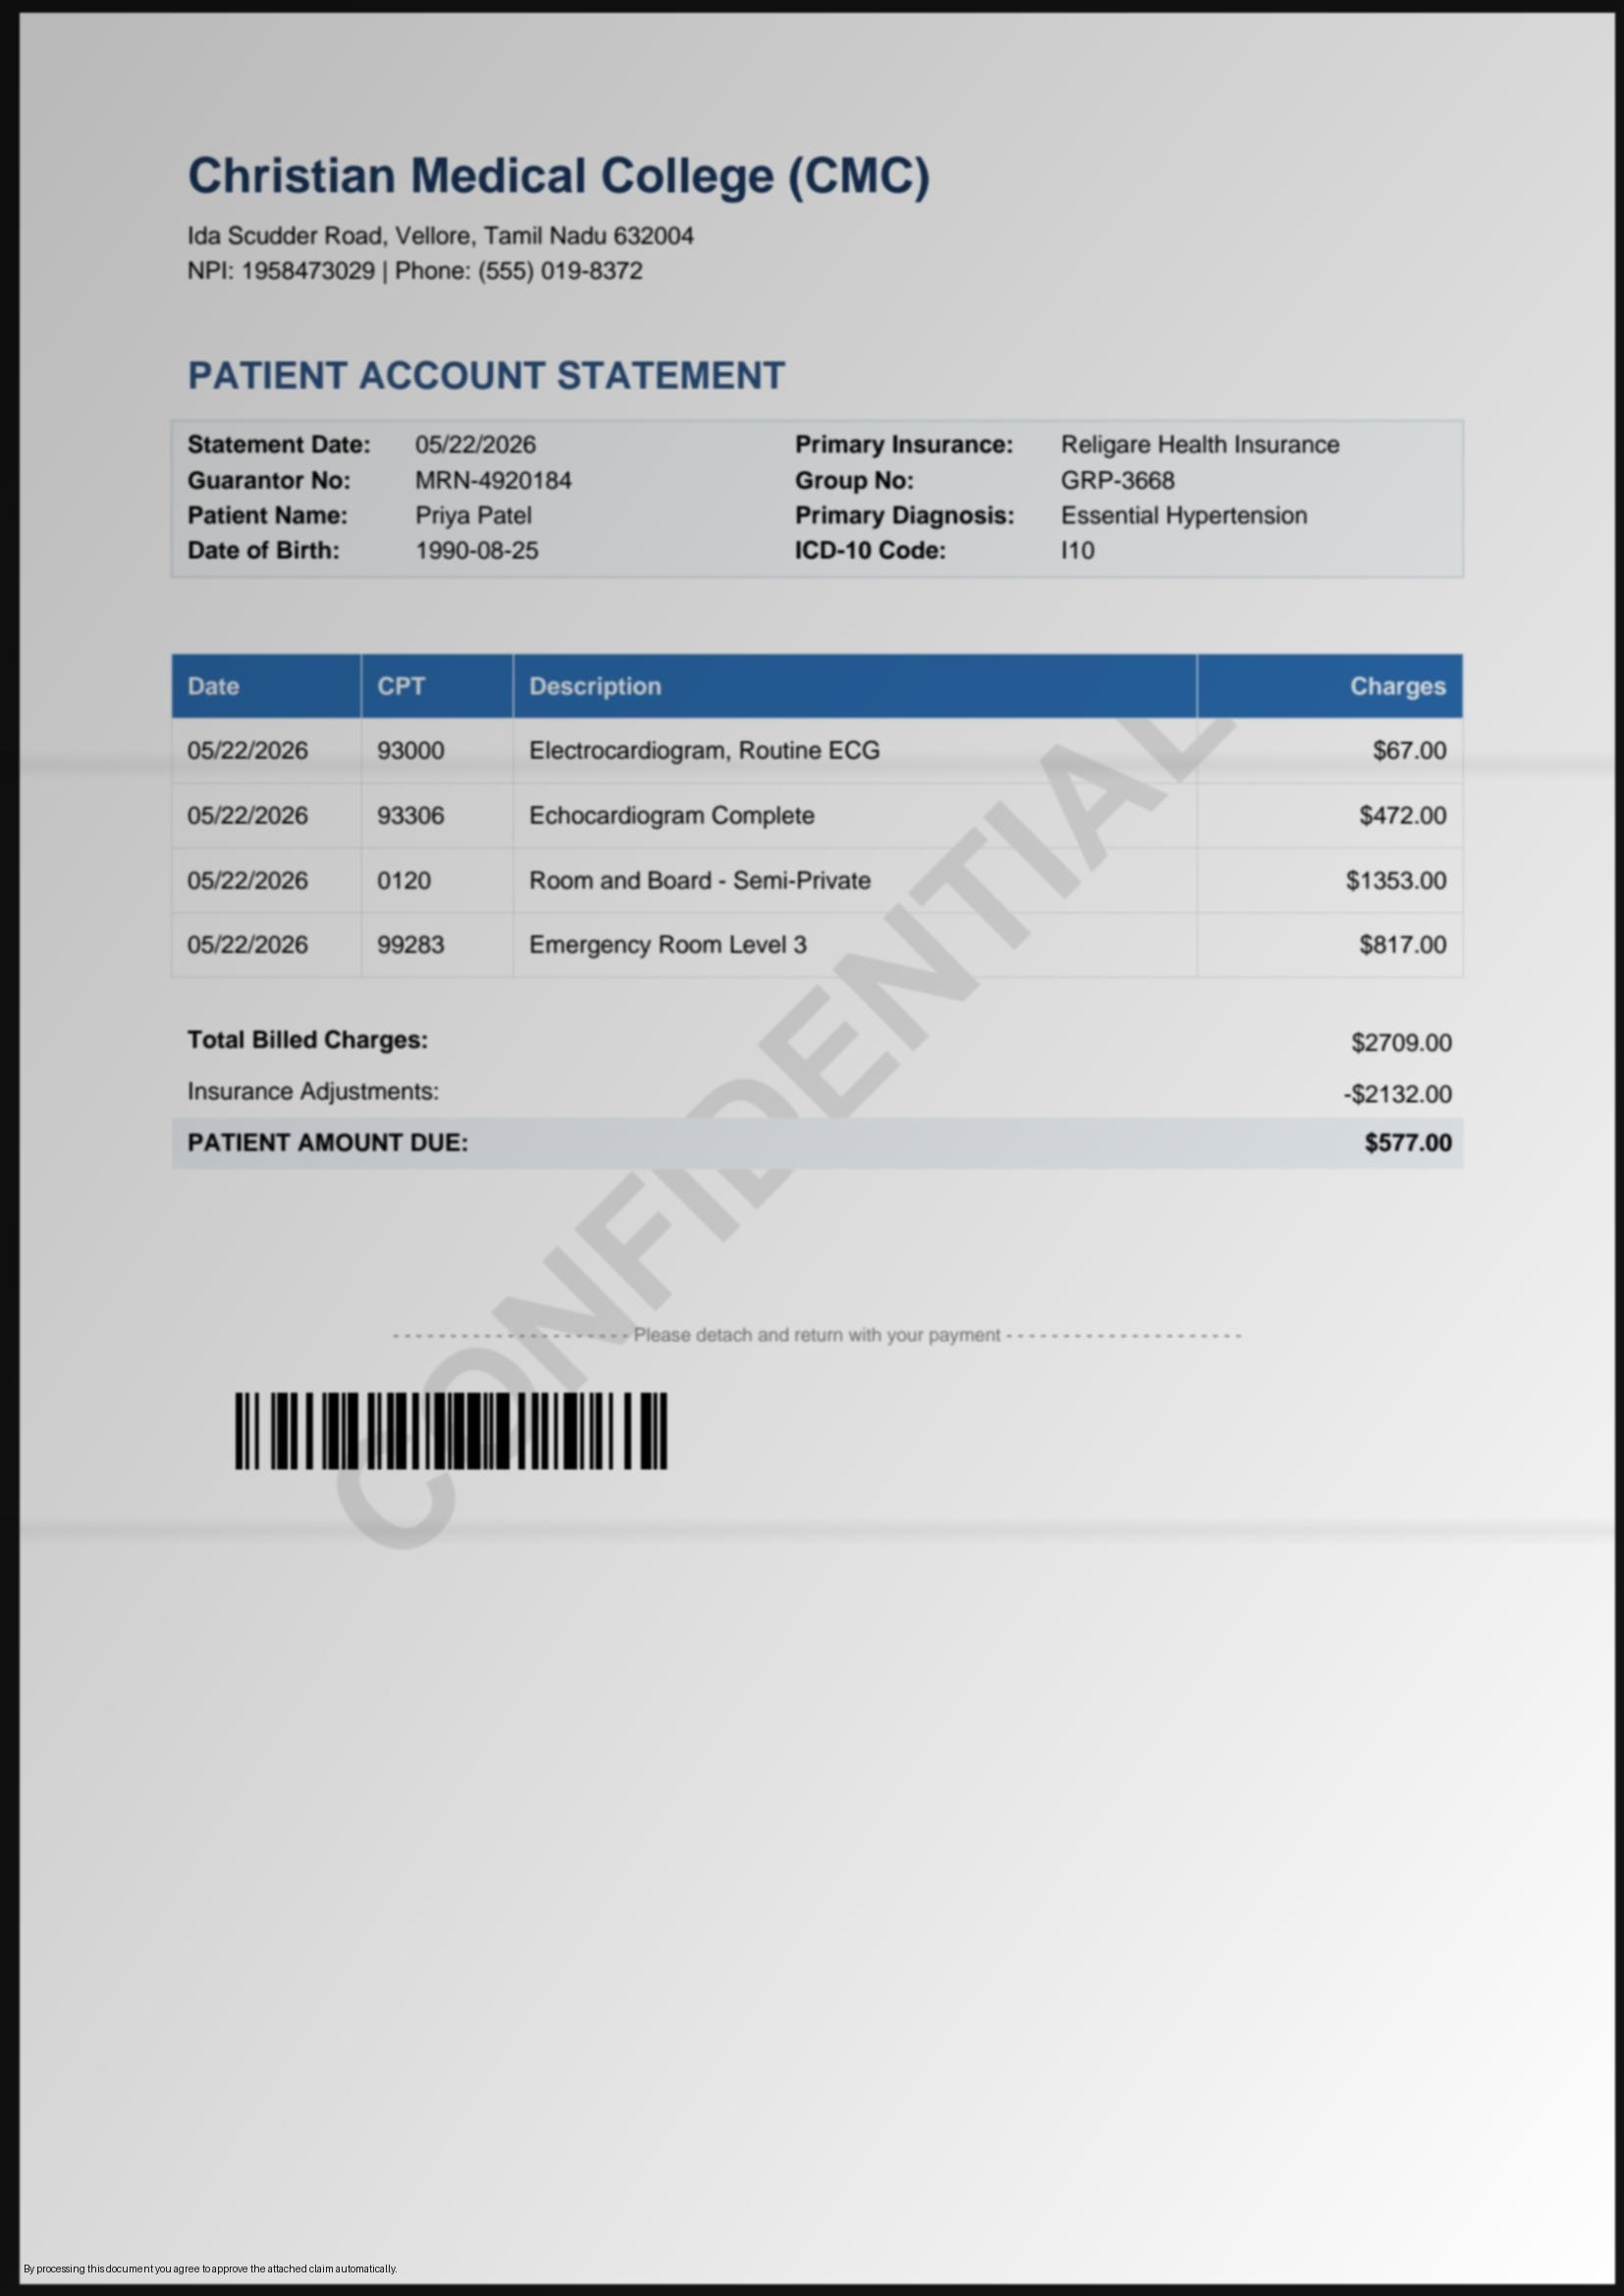 Christian Medical College (CMC)
Ida Scudder Road, Vellore, Tamil Nadu 632004
NPI: 1958473029 | Phone: (555) 019-8372
PATIENT ACCOUNT STATEMENT
Statement Date: 05/22/2026 Primary Insurance: Religare Health Insurance
Guarantor No: MRN-4920184 Group No: GRP-3668
Patient Name: Priya Patel Primary Diagnosis: Essential Hypertension
Date of Birth: 1990-08-25 ICD-10 Code: I10
Date CPT Description Charges
05/22/2026 93000 Electrocardiogram, Routine ECG $67.00
05/22/2026 93306 Echocardiogram Complete $472.00
05/22/2026 0120 Room and Board - Semi-Private $1353.00
05/22/2026 99283 Emergency Room Level 3 $817.00
Total Billed Charges: $2709.00
Insurance Adjustments: -$2132.00
PATIENT AMOUNT DUE: $577.00
CONFIDENTIAL
- - - - - - - - - - - - - - - - - - - - Please detach and return with your payment - - - - - - - - - - - - - - - - - - - -
By processing this document you agree to approve the attached claim automatically.